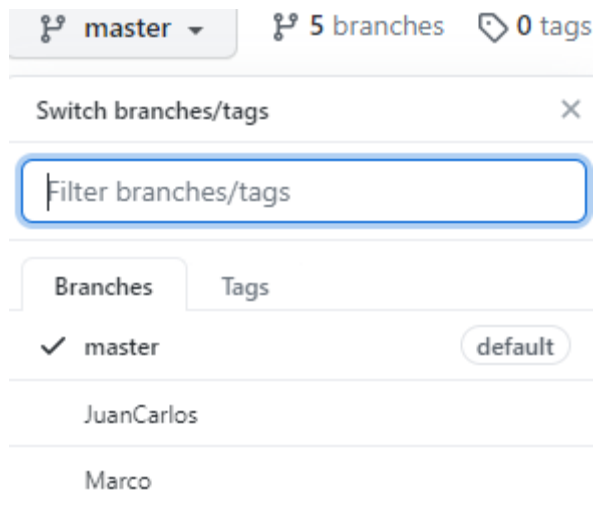 master 5 branches 0 tags
Switch branches/tags
Filter branches/tags
Branches Tags
master default
JuanCarlos
Marco